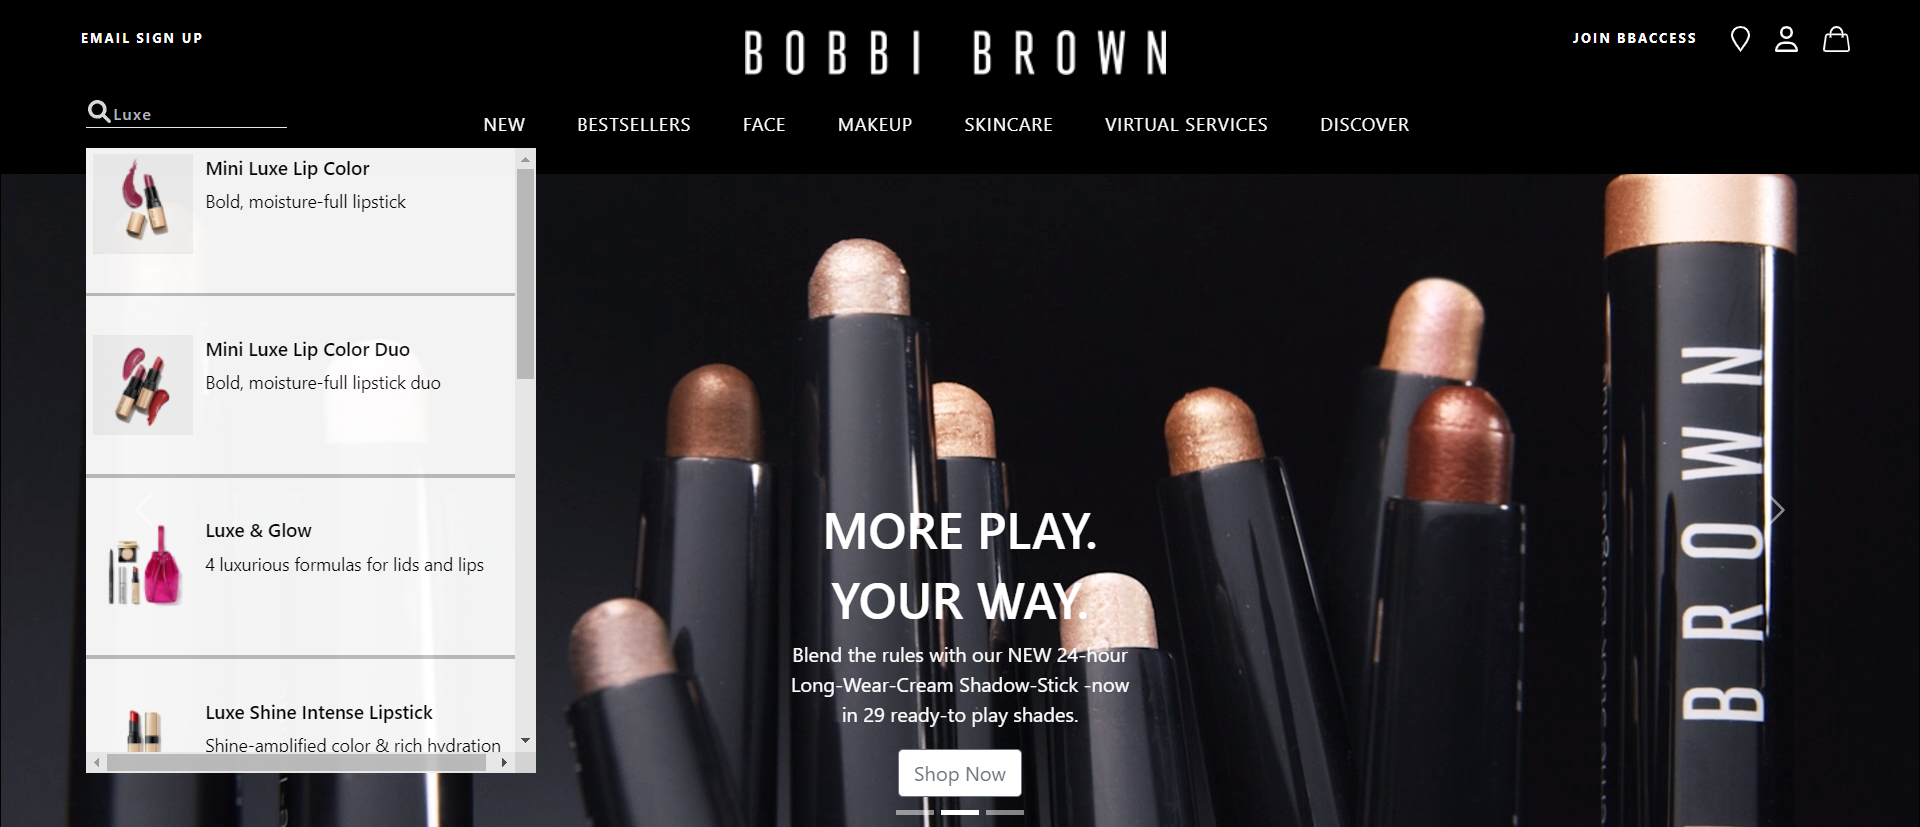 EMAIL SIGN UP
BOBBI BROWN
JOIN BBACCESS
Luxe
NEW
BESTSELLERS
FACE
MAKEUP
SKINCARE
VIRTUAL SERVICES
DISCOVER
Mini Luxe Lip Color
Bold, moisture-full lipstick
Mini Luxe Lip Color Duo
Bold, moisture-full lipstick duo
Luxe & Glow
4 luxurious formulas for lids and lips
Luxe Shine Intense Lipstick
Shine-amplified color & rich hydration
MORE PLAY.
YOUR WAY.
Blend the rules with our NEW 24-hour
Long-Wear-Cream Shadow-Stick -now
in 29 ready-to play shades.
Shop Now
BROWN